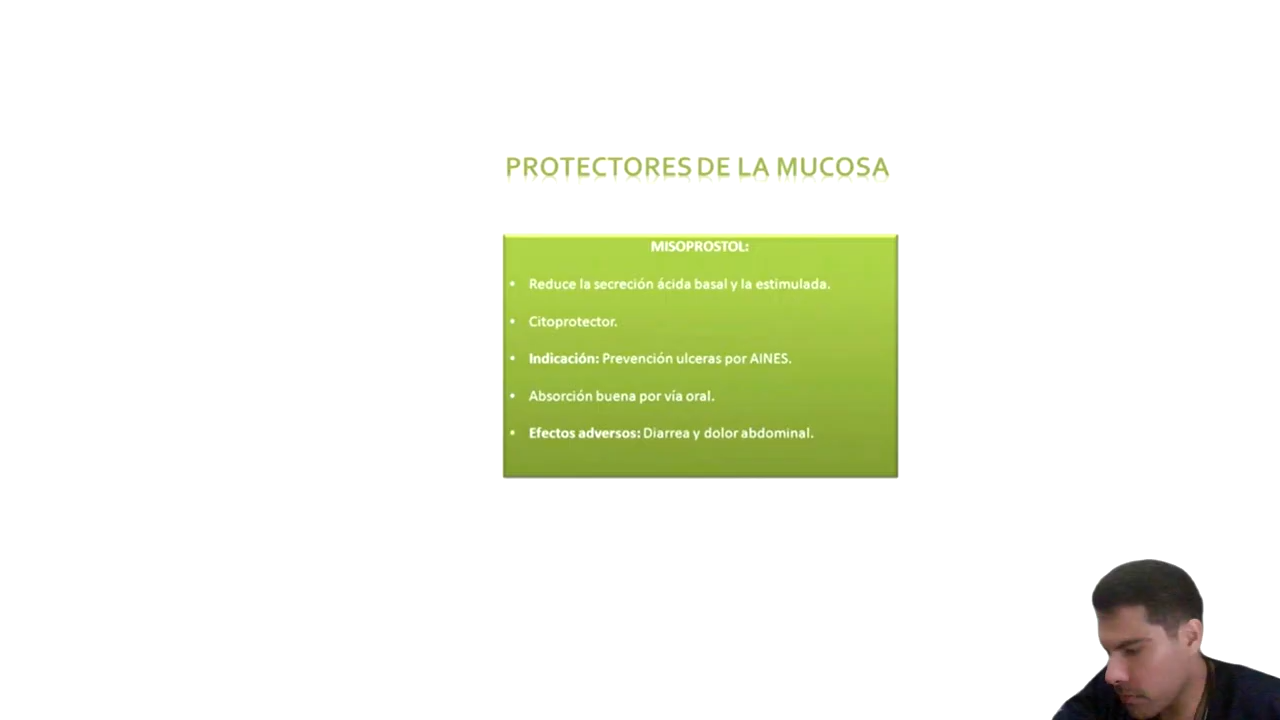 PROTECTORES DE LA MUCOSA
MISOPROSTOL:
• Reduce la secreción ácida basal y la estimulada.
• Citoprotector.
• Indicación: Prevención ulceras por AINES.
• Absorción buena por vía oral.
• Efectos adversos: Diarrea y dolor abdominal.